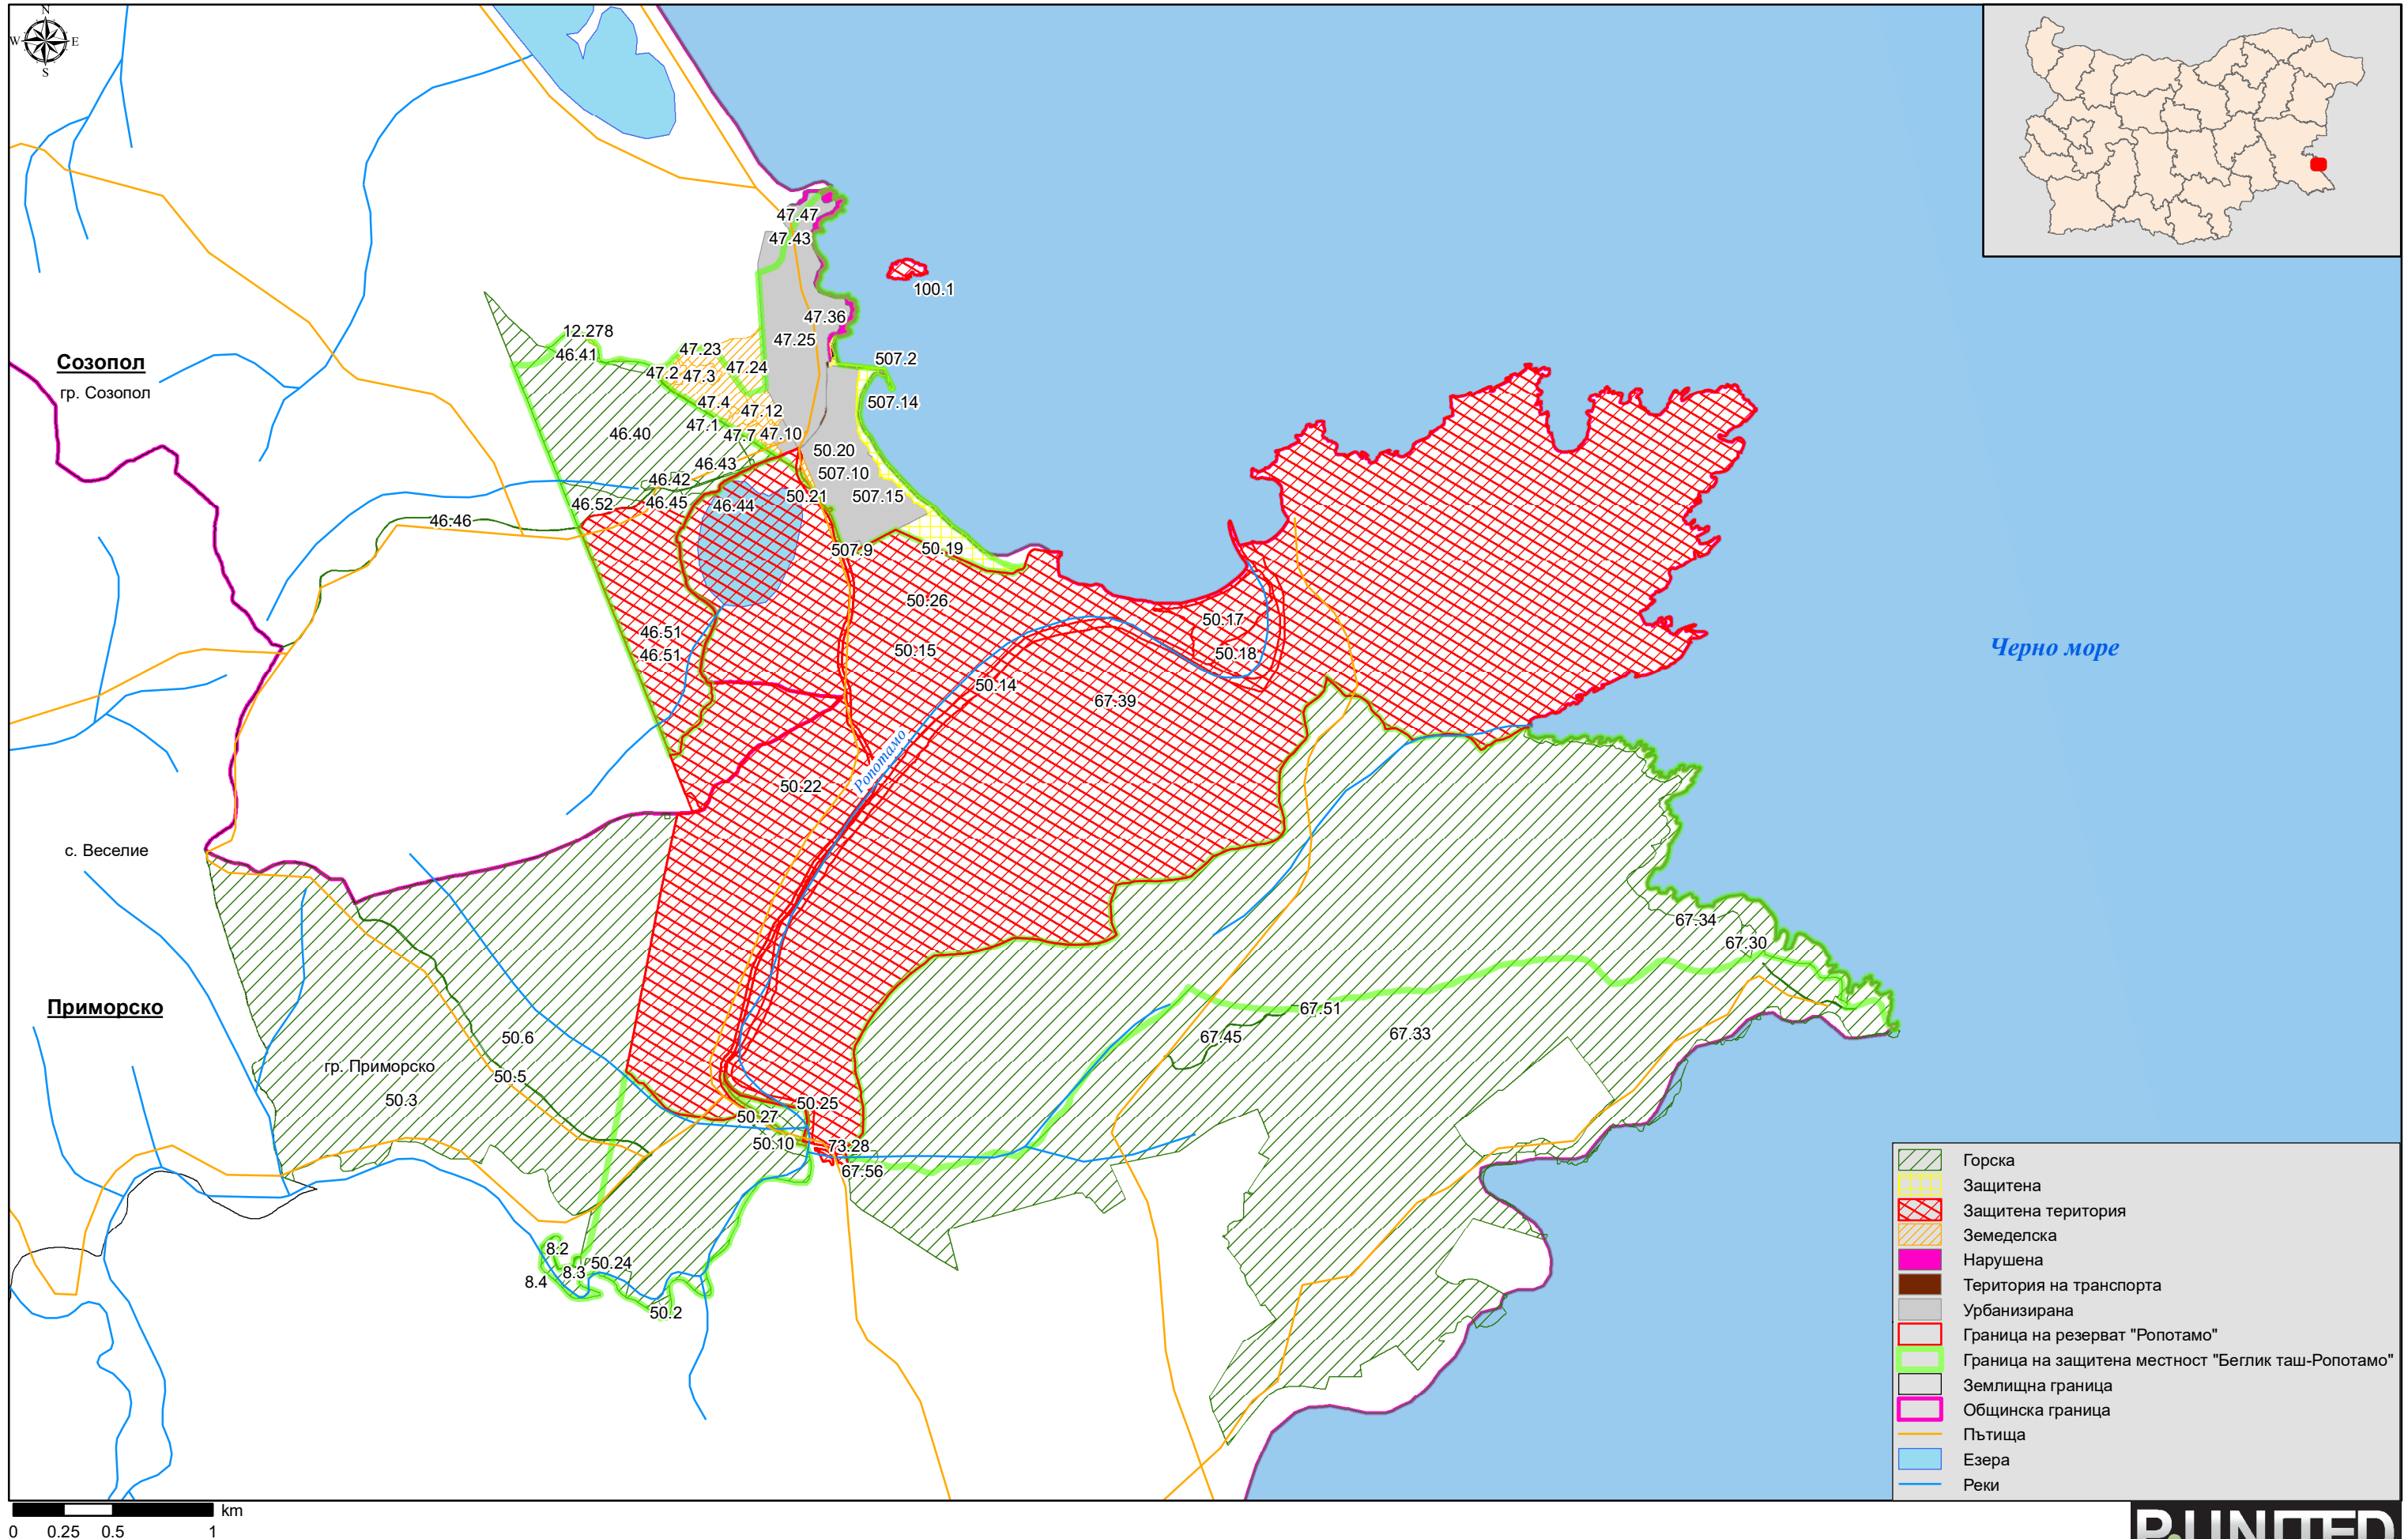 N
W E
S
47.47
47.43
100.1
47.36
47.25
12.278
46.41
47.23
507.2
47.24
47.2
47.3
Созопол
гр. Созопол
47.4
507.14
47.12
47.1
46.40
47.7
47.10
50.20
46.43
507.10
46.42
50.21
507.15
46.52
46.45
46.44
46.46
507.9
50.19
50.26
50.17
46.51
46.51
50.15
50.18
Черно море
50.14
67.39
Ропотамо
50.22
с. Веселие
67.34
67.30
Приморско
67.51
67.45
67.33
50.6
гр. Приморско
50.5
50.3
50.25
50.27
50.10
73.28
67.56
8.2
8.3
50.24
8.4
50.2
Горска
Защитена
Защитена територия
Земеделска
Нарушена
Територия на транспорта
Урбанизирана
Граница на резерват "Ропотамо"
Граница на защитена местност "Беглик таш-Ропотамо"
Землищна граница
Общинска граница
Пътища
Езера
Реки
km
0 0.25 0.5 1